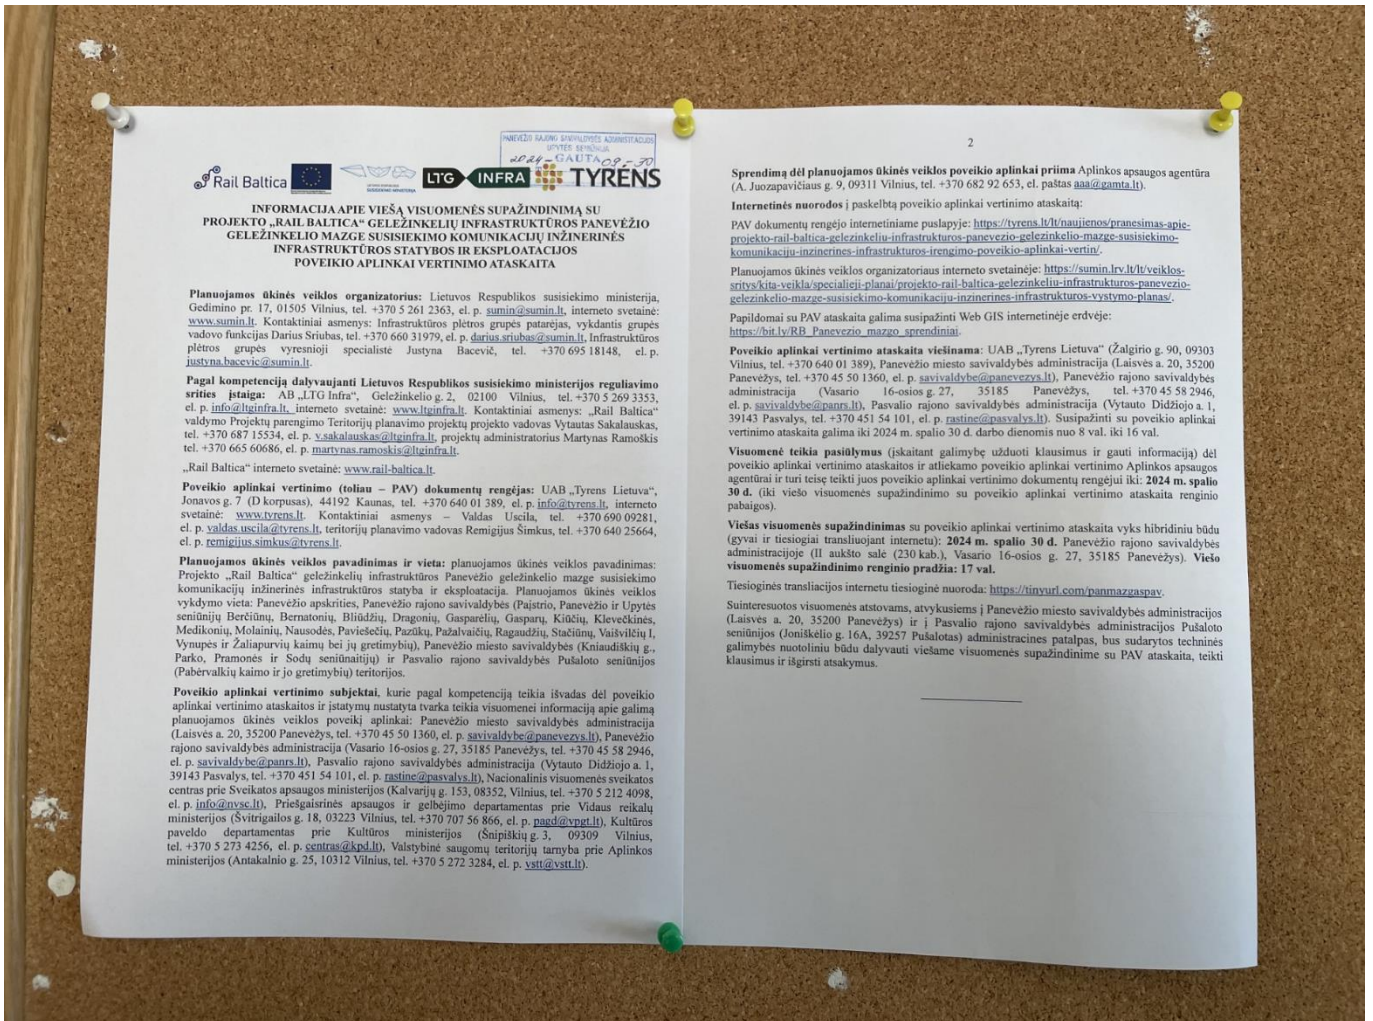 PANEVĖŽIO RAJONO SAVIVALDYBĖS ADMINISTRACIJOS
UPYTĖS SENIŪNIJA
2024 - GAUTA 09-30
Rail Baltica
LTG INFRA
TYRÉNS
INFORMACIJA APIE VIEŠĄ VISUOMENĖS SUPAŽINDINIMĄ SU
PROJEKTO „RAIL BALTICA“ GELEŽINKELIŲ INFRASTRUKTŪROS PANEVĖŽIO
GELEŽINKELIO MAZGE SUSISIEKIMO KOMUNIKACIJŲ INŽINERINĖS
INFRASTRUKTŪROS STATYBOS IR EKSPLOATACIJOS
POVEIKIO APLINKAI VERTINIMO ATASKAITA
Planuojamos ūkinės veiklos organizatorius: Lietuvos Respublikos susisiekimo ministerija,
Gedimino pr. 17, 01505 Vilnius, tel. +370 5 261 2363, el. p. sumin@sumin.lt, interneto svetainė:
www.sumin.lt. Kontaktiniai asmenys: Infrastruktūros plėtros grupės patarėjas, vykdantis grupės
vadovo funkcijas Darius Sriubas, tel. +370 660 31979, el. p. darius.sriubas@sumin.lt, Infrastruktūros
plėtros grupės vyresnioji specialistė Justyna Bacevič, tel. +370 695 18148, el. p.
justyna.bacevic@sumin.lt.
Pagal kompetenciją dalyvaujanti Lietuvos Respublikos susisiekimo ministerijos reguliavimo
srities įstaiga: AB „LTG Infra“, Geležinkelio g. 2, 02100 Vilnius, tel. +370 5 269 3353,
el. p. info@ltginfra.lt, interneto svetainė: www.ltginfra.lt. Kontaktiniai asmenys: „Rail Baltica“
valdymo Projektų parengimo Teritorijų planavimo projektų projekto vadovas Vytautas Sakalauskas,
tel. +370 687 15534, el. p. v.sakalauskas@ltginfra.lt, projektų administratorius Martynas Ramoškis
tel. +370 665 60686, el. p. martynas.ramoskis@ltginfra.lt.
„Rail Baltica“ interneto svetainė: www.rail-baltica.lt.
Poveikio aplinkai vertinimo (toliau – PAV) dokumentų rengėjas: UAB „Tyrens Lietuva“,
Jonavos g. 7 (D korpusas), 44192 Kaunas, tel. +370 640 01 389, el. p. info@tyrens.lt, interneto
svetainė: www.tyrens.lt. Kontaktiniai asmenys – Valdas Uscila, tel. +370 690 09281,
el. p. valdas.uscila@tyrens.lt, teritorijų planavimo vadovas Remigijus Šimkus, tel. +370 640 25664,
el. p. remigijus.simkus@tyrens.lt.
Planuojamos ūkinės veiklos pavadinimas ir vieta: planuojamos ūkinės veiklos pavadinimas:
Projekto „Rail Baltica“ geležinkelių infrastruktūros Panevėžio geležinkelio mazge susisiekimo
komunikacijų inžinerinės infrastruktūros statyba ir eksploatacija. Planuojamos ūkinės veiklos
vykdymo vieta: Panevėžio apskrities, Panevėžio rajono savivaldybės (Paįstrio, Panevėžio ir Upytės
seniūnijų Berčiūnų, Bernatonių, Bliūdžių, Dragonių, Gasparėlių, Gasparų, Kiūčių, Klevečkinės,
Medikonių, Molainių, Nausodės, Paviešečių, Pazūkų, Pažalvaičių, Ragaudžių, Stačiūnų, Vaišvilčių I,
Vynupės ir Žaliapurvių kaimų bei jų gretimybių), Panevėžio miesto savivaldybės (Kniaudiškių g.,
Parko, Pramonės ir Sodų seniūnaitijų) ir Pasvalio rajono savivaldybės Pušaloto seniūnijos
(Pabėrvalkių kaimo ir jo gretimybių) teritorijos.
Poveikio aplinkai vertinimo subjektai, kurie pagal kompetenciją teikia išvadas dėl poveikio
aplinkai vertinimo ataskaitos ir įstatymų nustatyta tvarka teikia visuomenei informaciją apie galimą
planuojamos ūkinės veiklos poveikį aplinkai: Panevėžio miesto savivaldybės administracija
(Laisvės a. 20, 35200 Panevėžys, tel. +370 45 50 1360, el. p. savivaldybe@panevezys.lt), Panevėžio
rajono savivaldybės administracija (Vasario 16-osios g. 27, 35185 Panevėžys, tel. +370 45 58 2946,
el. p. savivaldybe@panrs.lt), Pasvalio rajono savivaldybės administracija (Vytauto Didžiojo a. 1,
39143 Pasvalys, tel. +370 451 54 101, el. p. rastine@pasvalys.lt), Nacionalinis visuomenės sveikatos
centras prie Sveikatos apsaugos ministerijos (Kalvarijų g. 153, 08352, Vilnius, tel. +370 5 212 4098,
el. p. info@nvsc.lt), Priešgaisrinės apsaugos ir gelbėjimo departamentas prie Vidaus reikalų
ministerijos (Švitrigailos g. 18, 03223 Vilnius, tel. +370 707 56 866, el. p. pagd@vpgt.lt), Kultūros
paveldo departamentas prie Kultūros ministerijos (Šnipiškių g. 3, 09309 Vilnius,
tel. +370 5 273 4256, el. p. centras@kpd.lt), Valstybinė saugomų teritorijų tarnyba prie Aplinkos
ministerijos (Antakalnio g. 25, 10312 Vilnius, tel. +370 5 272 3284, el. p. vstt@vstt.lt).
2
Sprendimą dėl planuojamos ūkinės veiklos poveikio aplinkai priima Aplinkos apsaugos agentūra
(A. Juozapavičiaus g. 9, 09311 Vilnius, tel. +370 682 92 653, el. paštas aaa@gamta.lt).
Internetinės nuorodos į paskelbtą poveikio aplinkai vertinimo ataskaitą:
PAV dokumentų rengėjo internetiniame puslapyje: https://tyrens.lt/lt/naujienos/pranesimas-apie-
projekto-rail-baltica-gelezinkeliu-infrastrukturos-panevezio-gelezinkelio-mazge-susisiekimo-
komunikaciju-inzinerines-infrastrukturos-irengimo-poveikio-aplinkai-vertin/.
Planuojamos ūkinės veiklos organizatoriaus interneto svetainėje: https://sumin.lrv.lt/lt/veiklos-
sritys/kita-veikla/specialieji-planai/projekto-rail-baltica-gelezinkeliu-infrastrukturos-panevezio-
gelezinkelio-mazge-susisiekimo-komunikaciju-inzinerines-infrastrukturos-vystymo-planas/.
Papildomai su PAV ataskaita galima susipažinti Web GIS internetinėje erdvėje:
https://bit.ly/RB_Panevezio_mazgo_sprendiniai.
Poveikio aplinkai vertinimo ataskaita viešinama: UAB „Tyrens Lietuva“ (Žalgirio g. 90, 09303
Vilnius, tel. +370 640 01 389), Panevėžio miesto savivaldybės administracija (Laisvės a. 20, 35200
Panevėžys, tel. +370 45 50 1360, el. p. savivaldybe@panevezys.lt), Panevėžio rajono savivaldybės
administracija (Vasario 16-osios g. 27, 35185 Panevėžys, tel. +370 45 58 2946,
el. p. savivaldybe@panrs.lt), Pasvalio rajono savivaldybės administracija (Vytauto Didžiojo a. 1,
39143 Pasvalys, tel. +370 451 54 101, el. p. rastine@pasvalys.lt). Susipažinti su poveikio aplinkai
vertinimo ataskaita galima iki 2024 m. spalio 30 d. darbo dienomis nuo 8 val. iki 16 val.
Visuomenė teikia pasiūlymus (įskaitant galimybę užduoti klausimus ir gauti informaciją) dėl
poveikio aplinkai vertinimo ataskaitos ir atliekamo poveikio aplinkai vertinimo Aplinkos apsaugos
agentūrai ir turi teisę teikti juos poveikio aplinkai vertinimo dokumentų rengėjui iki: 2024 m. spalio
30 d. (iki viešo visuomenės supažindinimo su poveikio aplinkai vertinimo ataskaita renginio
pabaigos).
Viešas visuomenės supažindinimas su poveikio aplinkai vertinimo ataskaita vyks hibridiniu būdu
(gyvai ir tiesiogiai transliuojant internetu): 2024 m. spalio 30 d. Panevėžio rajono savivaldybės
administracijoje (II aukšto salė (230 kab.), Vasario 16-osios g. 27, 35185 Panevėžys). Viešo
visuomenės supažindinimo renginio pradžia: 17 val.
Tiesioginės transliacijos internetu tiesioginė nuoroda: https://tinyurl.com/panmazgaspav.
Suinteresuotos visuomenės atstovams, atvykusiems į Panevėžio miesto savivaldybės administracijos
(Laisvės a. 20, 35200 Panevėžys) ir į Pasvalio rajono savivaldybės administracijos Pušaloto
seniūnijos (Joniškėlio g. 16A, 39257 Pušalotas) administracines patalpas, bus sudarytos techninės
galimybės nuotoliniu būdu dalyvauti viešame visuomenės supažindinime su PAV ataskaita, teikti
klausimus ir išgirsti atsakymus.